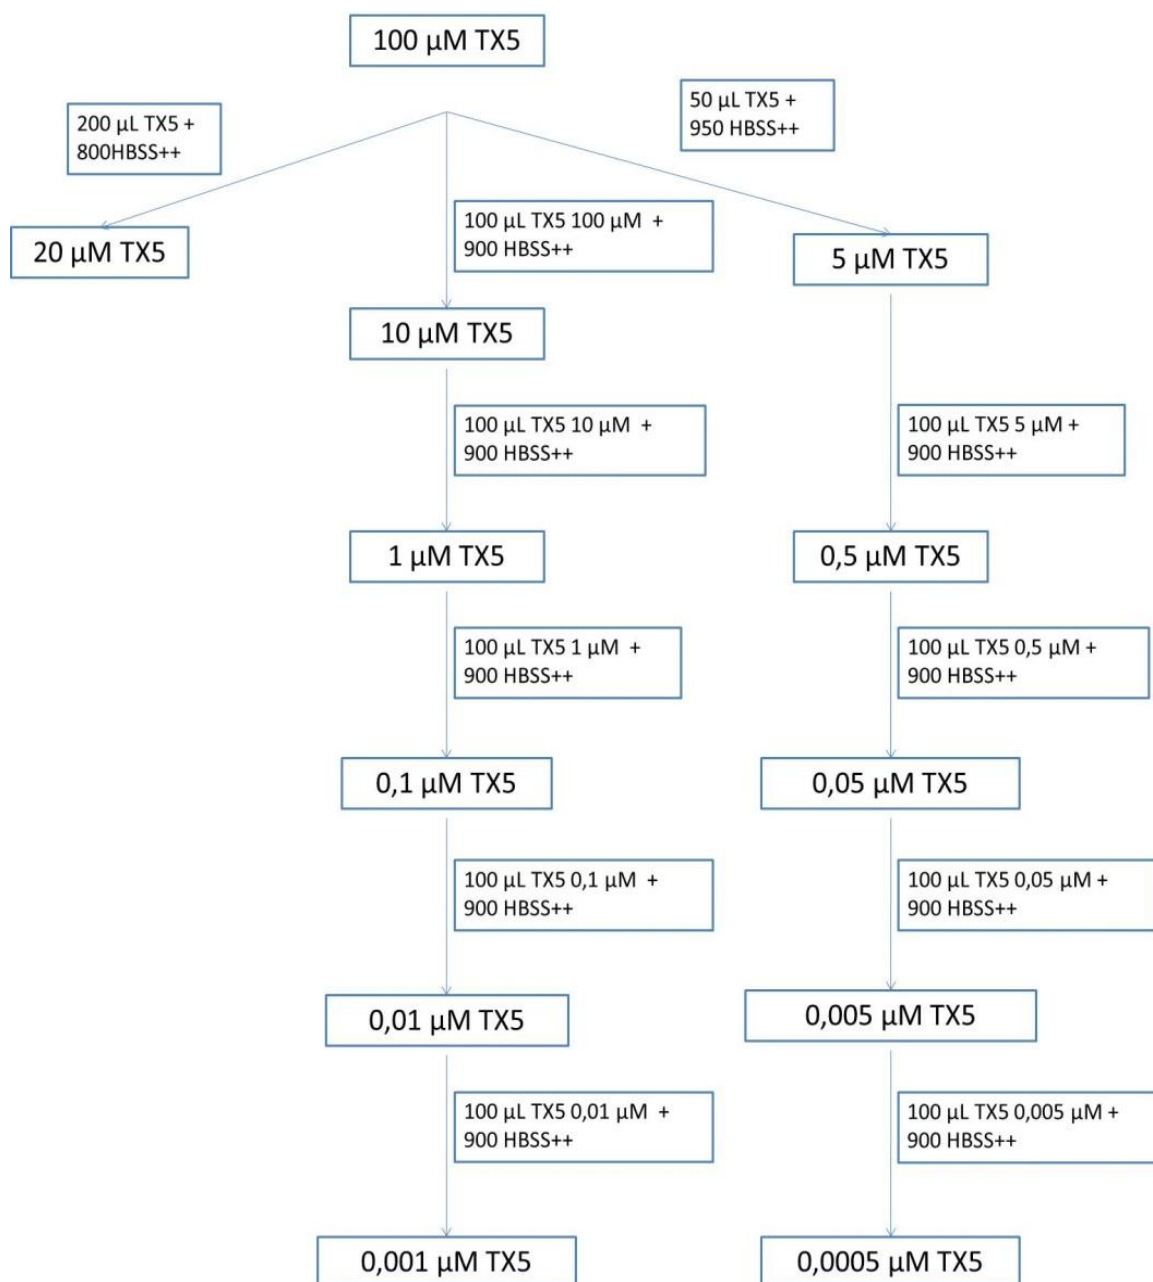 100 µM TX5
200 µL TX5 +
800HBSS++
50 µL TX5 +
950 HBSS++
20 µM TX5
100 µL TX5 100 µM +
900 HBSS++
5 µM TX5
10 µM TX5
100 µL TX5 10 µM +
900 HBSS++
100 µL TX5 5 µM +
900 HBSS++
1 µM TX5
0,5 µM TX5
100 µL TX5 1 µM +
900 HBSS++
100 µL TX5 0,5 µM +
900 HBSS++
0,1 µM TX5
0,05 µM TX5
100 µL TX5 0,1 µM +
900 HBSS++
100 µL TX5 0,05 µM +
900 HBSS++
0,01 µM TX5
0,005 µM TX5
100 µL TX5 0,01 µM +
900 HBSS++
100 µL TX5 0,005 µM +
900 HBSS++
0,001 µM TX5
0,0005 µM TX5